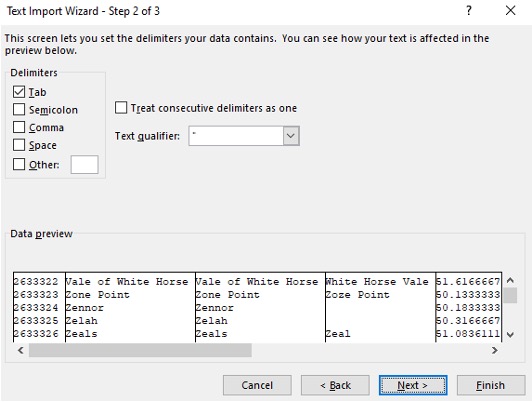 Text Import Wizard - Step 2 of 3 ? ×
This screen lets you set the delimiters your data contains. You can see how your text is affected in the
preview below.
Delimiters
Tab
Semicolon
Comma
Space
Other:
Treat consecutive delimiters as one
Text qualifier: "
Data preview
2633322 Vale of White Horse Vale of White Horse White Horse Vale 51.6166667
2633323 Zone Point Zone Point Zoze Point 50.1333333
2633324 Zennor Zennor 50.1833333
2633325 Zelah Zelah 50.3166667
2633326 Zeals Zeals Zeal 51.0836111
Cancel < Back Next > Finish